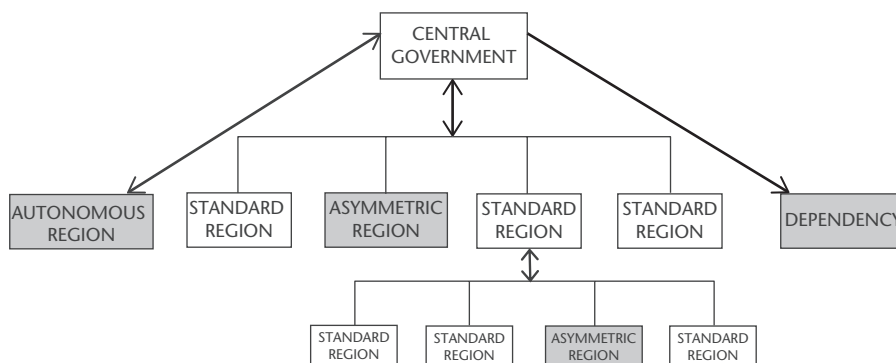 CENTRAL
GOVERNMENT
AUTONOMOUS
REGION
STANDARD
REGION
ASYMMETRIC
REGION
STANDARD
REGION
STANDARD
REGION
DEPENDENCY
STANDARD
REGION
STANDARD
REGION
ASYMMETRIC
REGION
STANDARD
REGION